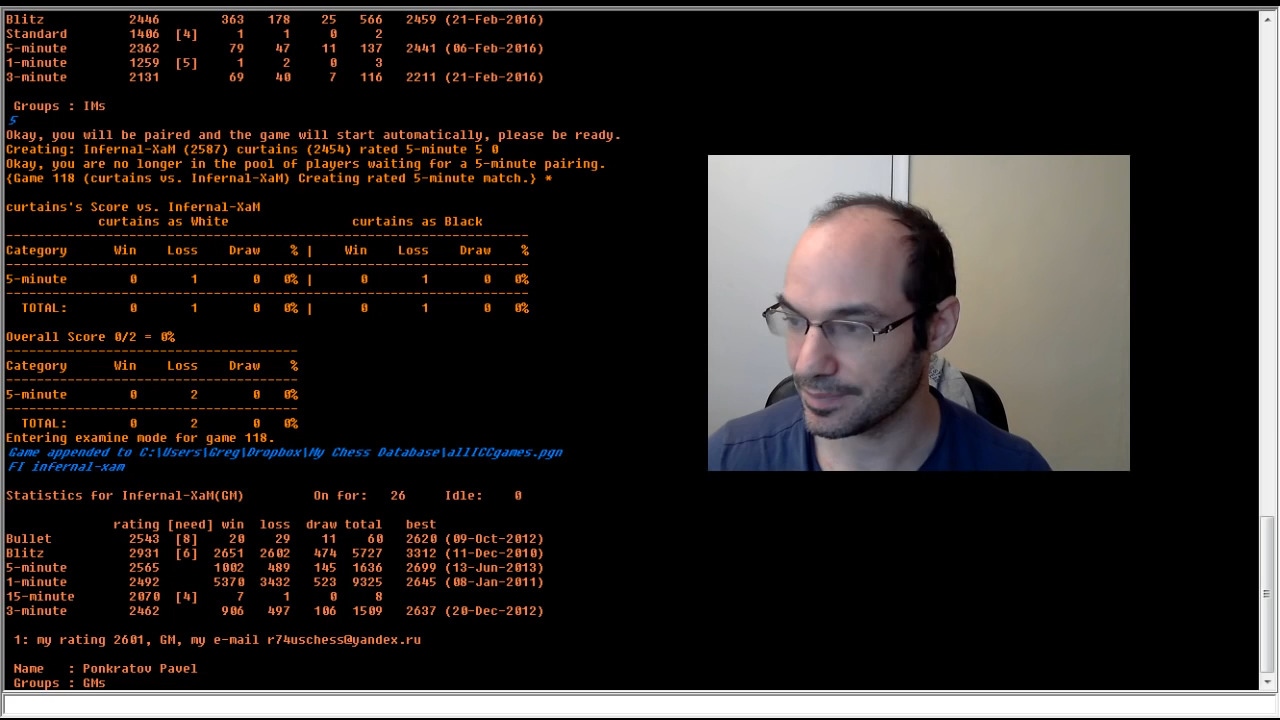 Blitz 2446 363 178 25 566 2459 (21-Feb-2016)
Standard 1406 [4] 1 1 0 2
5-minute 2362 79 47 11 137 2441 (06-Feb-2016)
1-minute 1259 [5] 1 2 0 3
3-minute 2131 69 40 7 116 2211 (21-Feb-2016)
Groups : IMs
5
Okay, you will be paired and the game will start automatically, please be ready.
Creating: Infernal-XaM (2587) curtains (2454) rated 5-minute 5 0
Okay, you are no longer in the pool of players waiting for a 5-minute pairing.
{Game 118 (curtains vs. Infernal-XaM) Creating rated 5-minute match.} *
curtains's Score vs. Infernal-XaM
curtains as White curtains as Black
-----------------------------------------------------------------------
Category Win Loss Draw % | Win Loss Draw %
-----------------------------------------------------------------------
5-minute 0 1 0 0% | 0 1 0 0%
-----------------------------------------------------------------------
TOTAL: 0 1 0 0% | 0 1 0 0%
Overall Score 0/2 = 0%
---------------------------------------
Category Win Loss Draw %
---------------------------------------
5-minute 0 2 0 0%
---------------------------------------
TOTAL: 0 2 0 0%
Entering examine mode for game 118.
Game appended to C:\Users\Greg\Dropbox\My Chess Database\allICCgames.pgn
FI infernal-xam
Statistics for Infernal-XaM(GM) On for: 26 Idle: 0
rating [need] win loss draw total best
Bullet 2543 [8] 20 29 11 60 2620 (09-Oct-2012)
Blitz 2931 [6] 2651 2602 474 5727 3312 (11-Dec-2010)
5-minute 2565 1002 489 145 1636 2699 (13-Jun-2013)
1-minute 2492 5370 3432 523 9325 2645 (08-Jan-2011)
15-minute 2070 [4] 7 1 0 8
3-minute 2462 906 497 106 1509 2637 (20-Dec-2012)
1: my rating 2601, GM, my e-mail r74uschess@yandex.ru
Name : Ponkratov Pavel
Groups : GMs